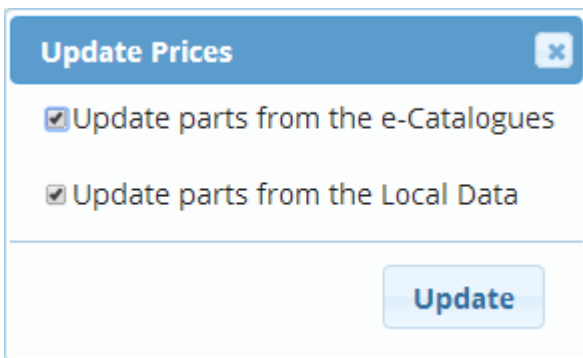 Update Prices
Update parts from the e-Catalogues
Update parts from the Local Data
Update